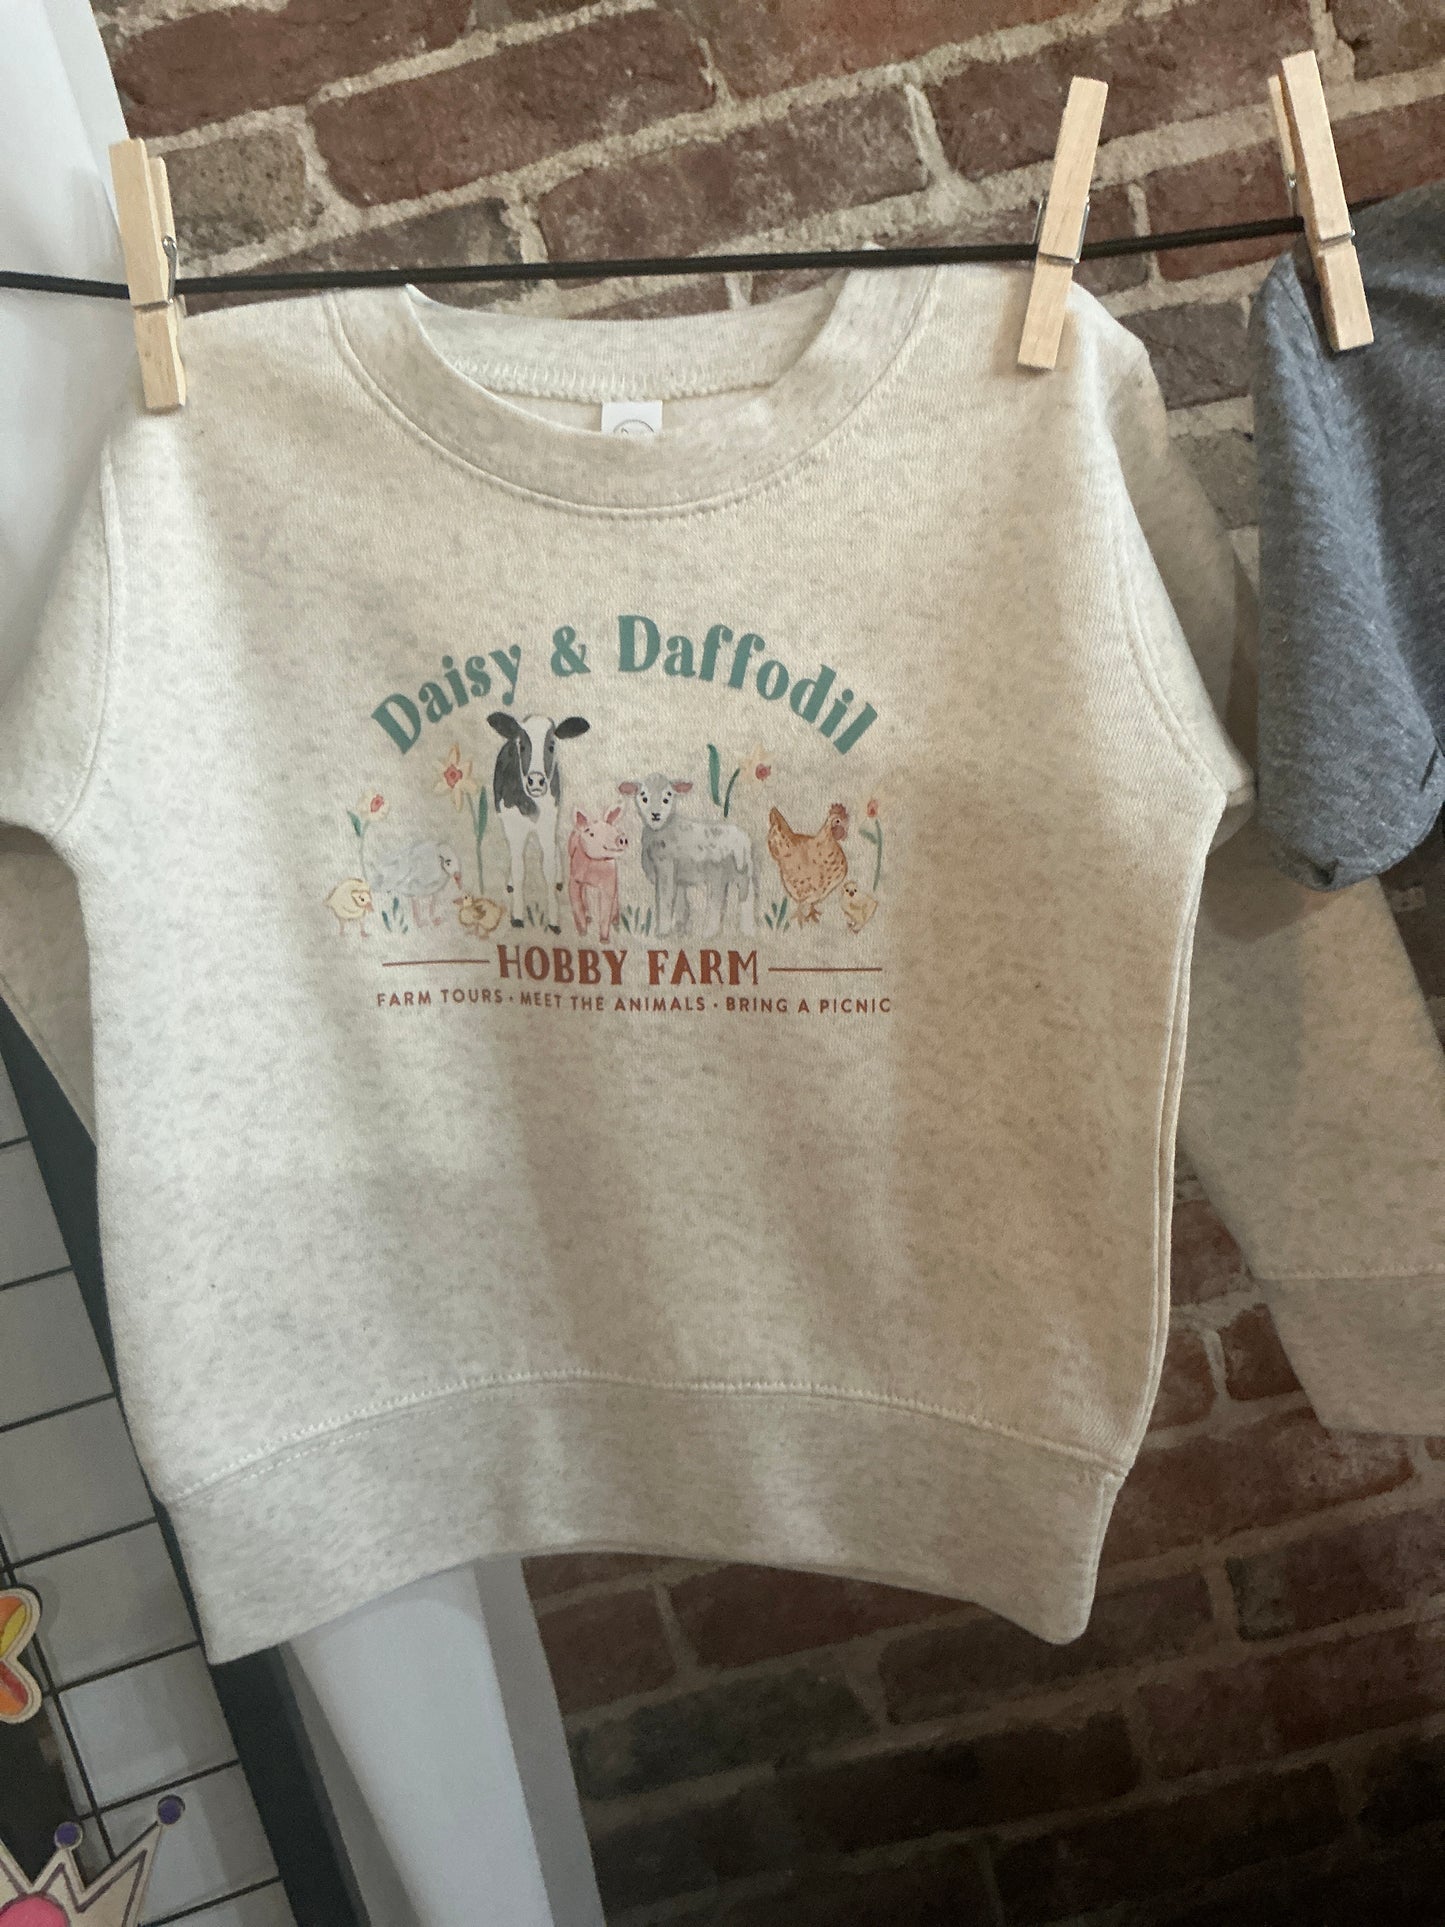 Daisy & Daffodil
HOBBY FARM
FARM TOURS · MEET THE ANIMALS · BRING A PICNIC